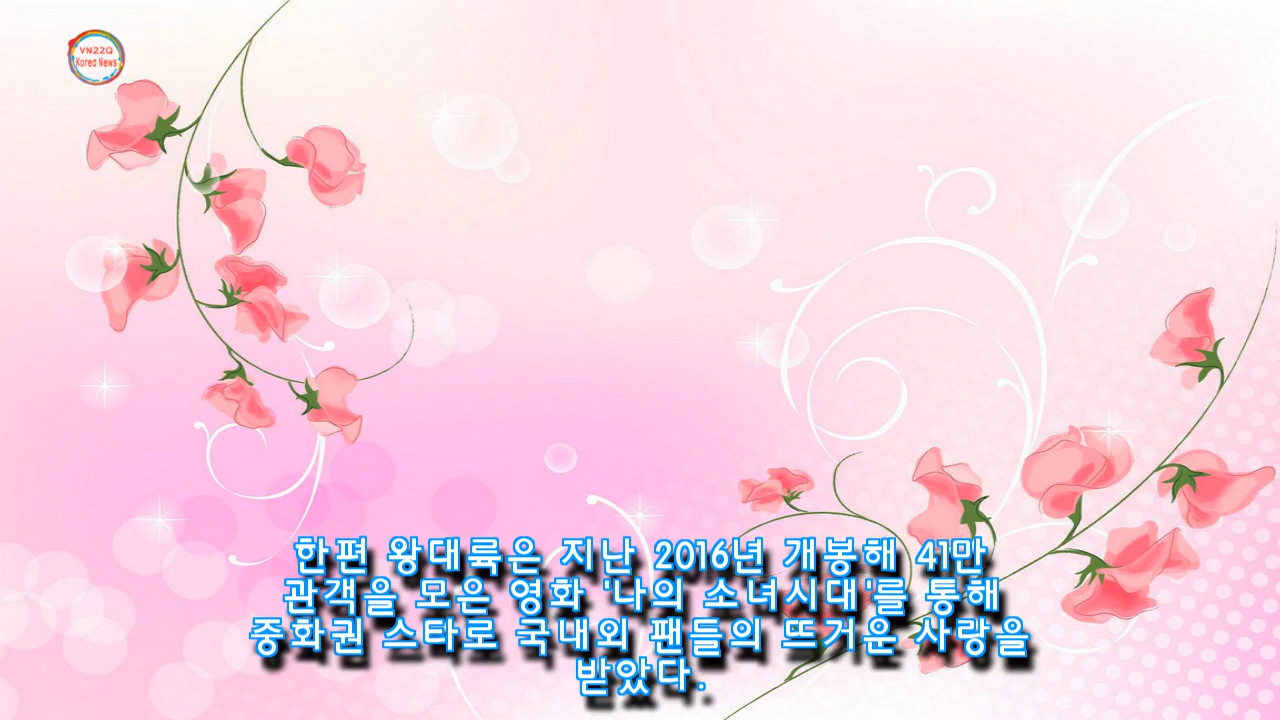 VN22Q
Korea News
한편 왕대륙은 지난 2016년 개봉해 41만
관객을 모은 영화 '나의 소녀시대'를 통해
중화권 스타로 국내외 팬들의 뜨거운 사랑을
받았다.